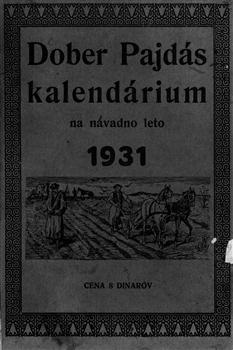 Dober Pajdás
kalendárium
na návadno leto
1931
CENA 8 DINARÓV